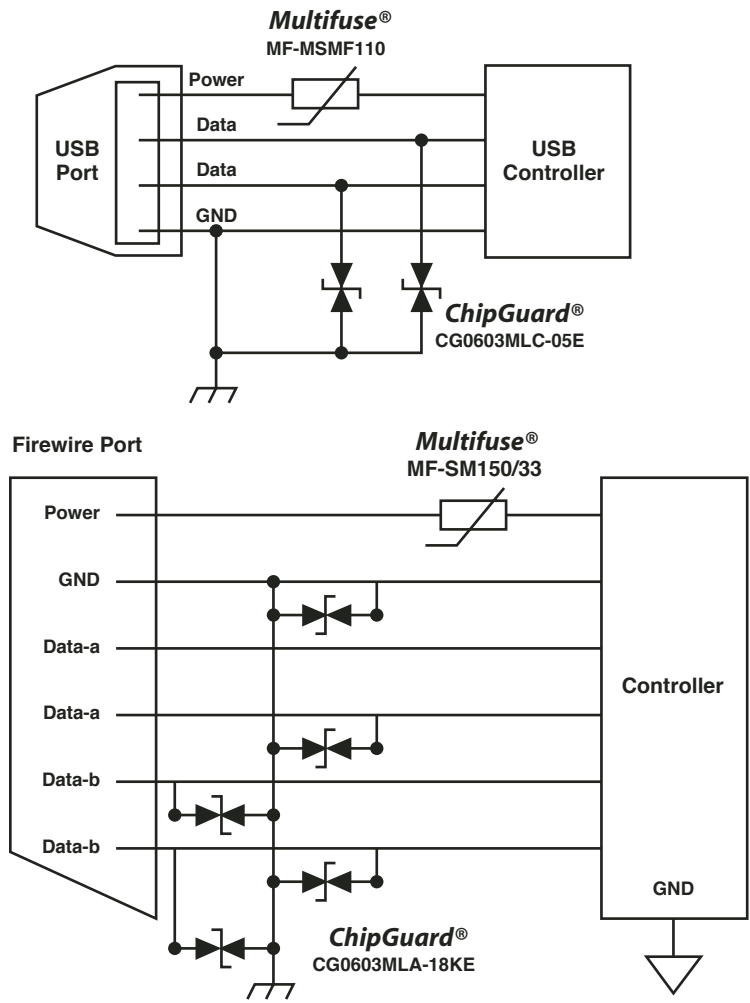 Multifuse®
MF-MSMF110
Power
Data
USB
Port
Data
GND
USB
Controller
ChipGuard®
CG0603MLC-05E
Firewire Port
Multifuse®
MF-SM150/33
Power
GND
Data-a
Data-a
Data-b
Data-b
Controller
GND
ChipGuard®
CG0603MLA-18KE